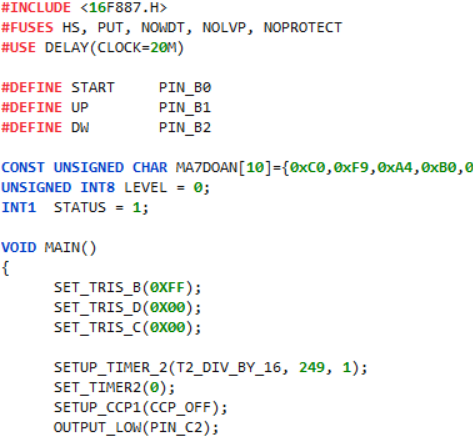 #INCLUDE <16F887.H>
#FUSES HS, PUT, NOWDT, NOLVP, NOPROTECT
#USE DELAY(CLOCK=20M)
#DEFINE START PIN_B0
#DEFINE UP PIN_B1
#DEFINE DW PIN_B2
CONST UNSIGNED CHAR MA7DOAN[10]={0xC0,0xF9,0xA4,0xB0,0
UNSIGNED INT8 LEVEL = 0;
INT1 STATUS = 1;
VOID MAIN()
{
SET_TRIS_B(0XFF);
SET_TRIS_D(0X00);
SET_TRIS_C(0X00);
SETUP_TIMER_2(T2_DIV_BY_16, 249, 1);
SET_TIMER2(0);
SETUP_CCP1(CCP_OFF);
OUTPUT_LOW(PIN_C2);